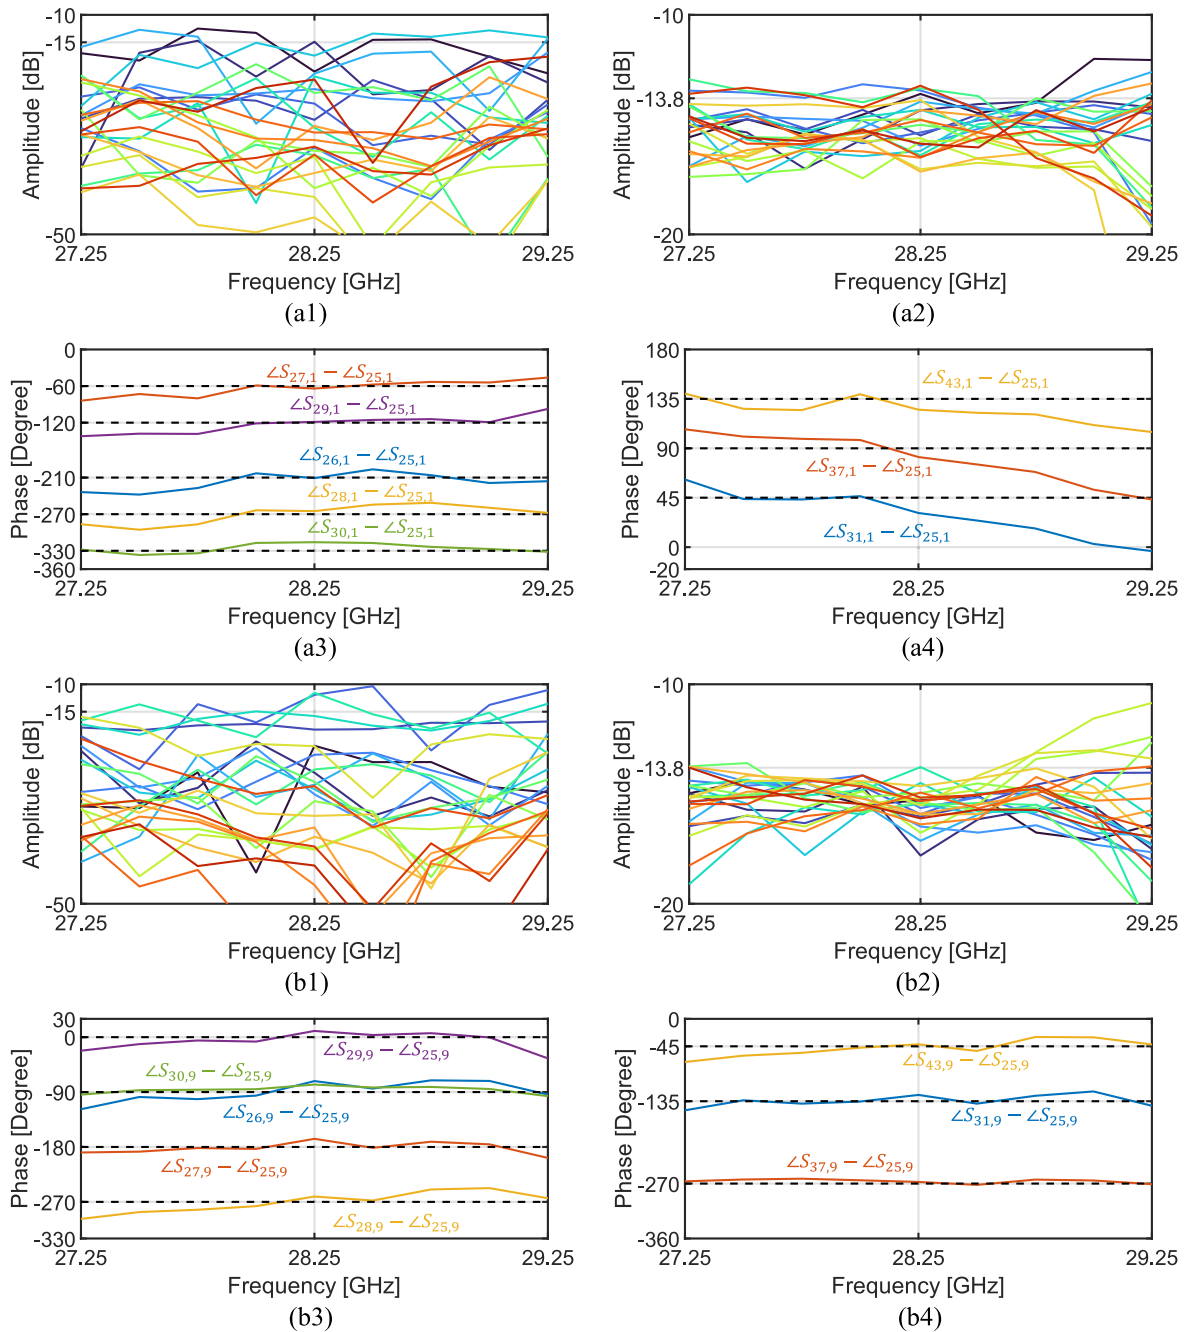 -10
-15
-50
Amplitude [dB]
27.25
28.25
29.25
Frequency [GHz]
(a1)
-10
-13.8
-20
Amplitude [dB]
27.25
28.25
29.25
Frequency [GHz]
(a2)
0
-60
-120
-210
-270
-330
-360
Phase [Degree]
∠S27,1 − ∠S25,1
∠S29,1 − ∠S25,1
∠S26,1 − ∠S25,1
∠S28,1 − ∠S25,1
∠S30,1 − ∠S25,1
27.25
28.25
29.25
Frequency [GHz]
(a3)
180
135
90
45
0
-20
Phase [Degree]
∠S43,1 − ∠S25,1
∠S37,1 − ∠S25,1
∠S31,1 − ∠S25,1
27.25
28.25
29.25
Frequency [GHz]
(a4)
-10
-15
-50
Amplitude [dB]
27.25
28.25
29.25
Frequency [GHz]
(b1)
-10
-13.8
-20
Amplitude [dB]
27.25
28.25
29.25
Frequency [GHz]
(b2)
30
0
-90
-180
-270
-330
Phase [Degree]
∠S29,9 − ∠S25,9
∠S30,9 − ∠S25,9
∠S26,9 − ∠S25,9
∠S27,9 − ∠S25,9
∠S28,9 − ∠S25,9
27.25
28.25
29.25
Frequency [GHz]
(b3)
0
-45
-135
-270
-360
Phase [Degree]
∠S43,9 − ∠S25,9
∠S31,9 − ∠S25,9
∠S37,9 − ∠S25,9
27.25
28.25
29.25
Frequency [GHz]
(b4)